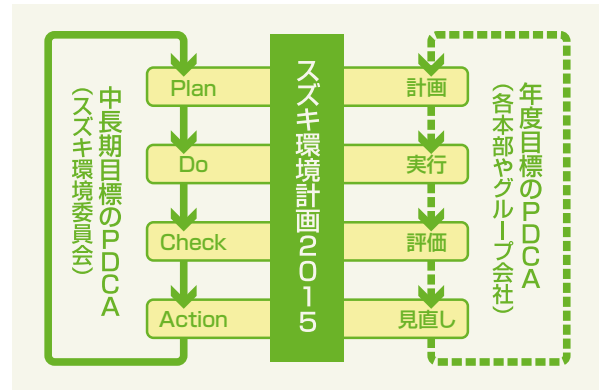 中長期目標のPDCA
(スズキ環境委員会)
Plan
Do
Check
Action
スズキ環境計画2015
計画
実行
評価
見直し
年度目標のPDCA
(各本部やグループ会社)